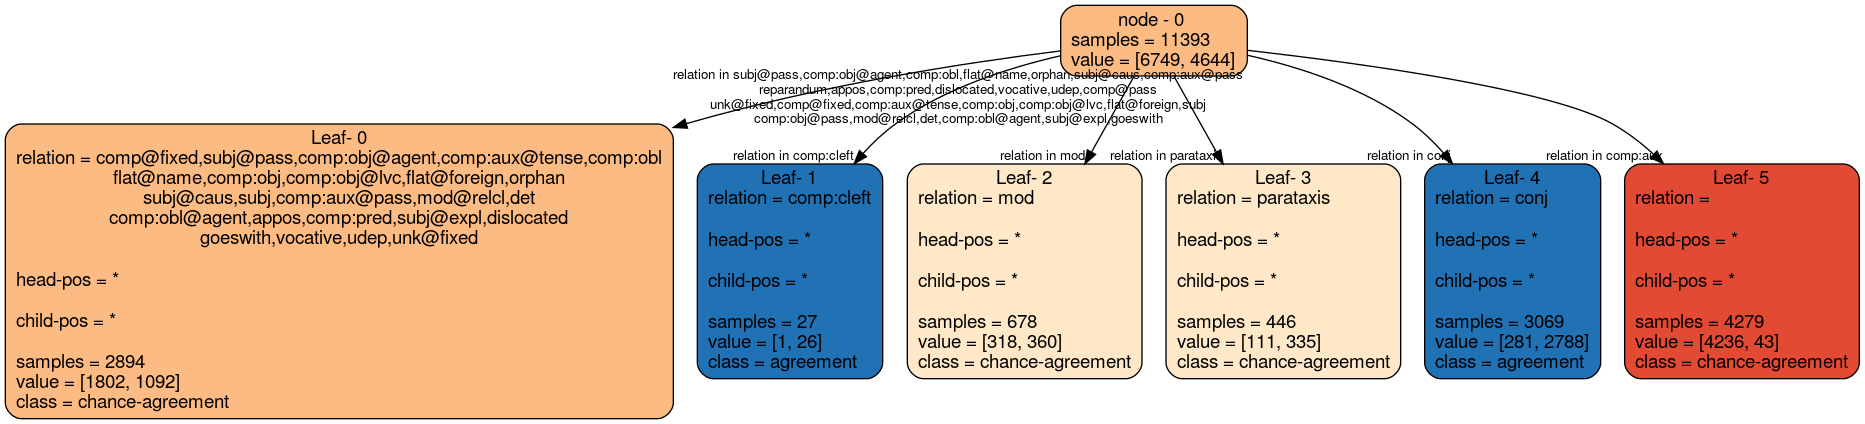 node - 0
samples = 11393
value = [6749, 4644]
relation in subj@pass,comp:obj@agent,comp:obl,flat@name,orphan,subj@caus,comp:aux@pass
reparandum,appos,comp:pred,dislocated,vocative,udep,comp@pass
unk@fixed,comp@fixed,comp:aux@tense,comp:obj,comp:obj@lvc,flat@foreign,subj
comp:obj@pass,mod@relcl,det,comp:obl@agent,subj@expl,goeswith
Leaf- 0
relation = comp@fixed,subj@pass,comp:obj@agent,comp:aux@tense,comp:obl
flat@name,comp:obj,comp:obj@lvc,flat@foreign,orphan
subj@caus,subj,comp:aux@pass,mod@relcl,det
comp:obl@agent,appos,comp:pred,subj@expl,dislocated
goeswith,vocative,udep,unk@fixed
head-pos = *
child-pos = *
samples = 2894
value = [1802, 1092]
class = chance-agreement
relation in comp:cleft
Leaf- 1
relation = comp:cleft
head-pos = *
child-pos = *
samples = 27
value = [1, 26]
class = agreement
relation in mod
Leaf- 2
relation = mod
head-pos = *
child-pos = *
samples = 678
value = [318, 360]
class = chance-agreement
relation in parataxis
Leaf- 3
relation = parataxis
head-pos = *
child-pos = *
samples = 446
value = [111, 335]
class = chance-agreement
relation in conj
Leaf- 4
relation = conj
head-pos = *
child-pos = *
samples = 3069
value = [281, 2788]
class = agreement
relation in comp:aux
Leaf- 5
relation =
head-pos = *
child-pos = *
samples = 4279
value = [4236, 43]
class = chance-agreement